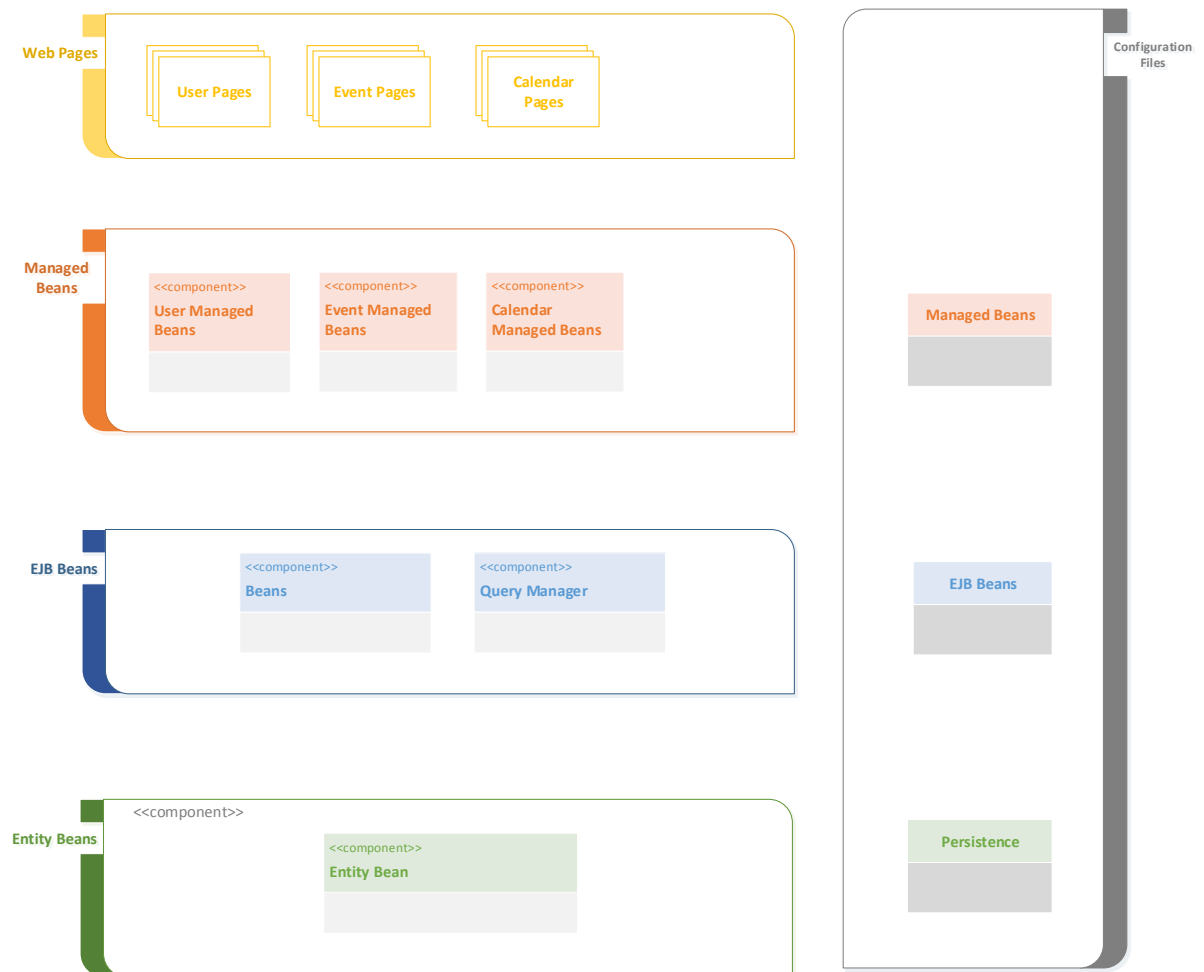 Web Pages
User Pages
Event Pages
Calendar
Pages
Configuration
Files
Managed
Beans
<<component>>
User Managed
Beans
<<component>>
Event Managed
Beans
<<component>>
Calendar
Managed Beans
Managed Beans
EJB Beans
<<component>>
Beans
<<component>>
Query Manager
EJB Beans
Entity Beans
<<component>>
<<component>>
Entity Bean
Persistence